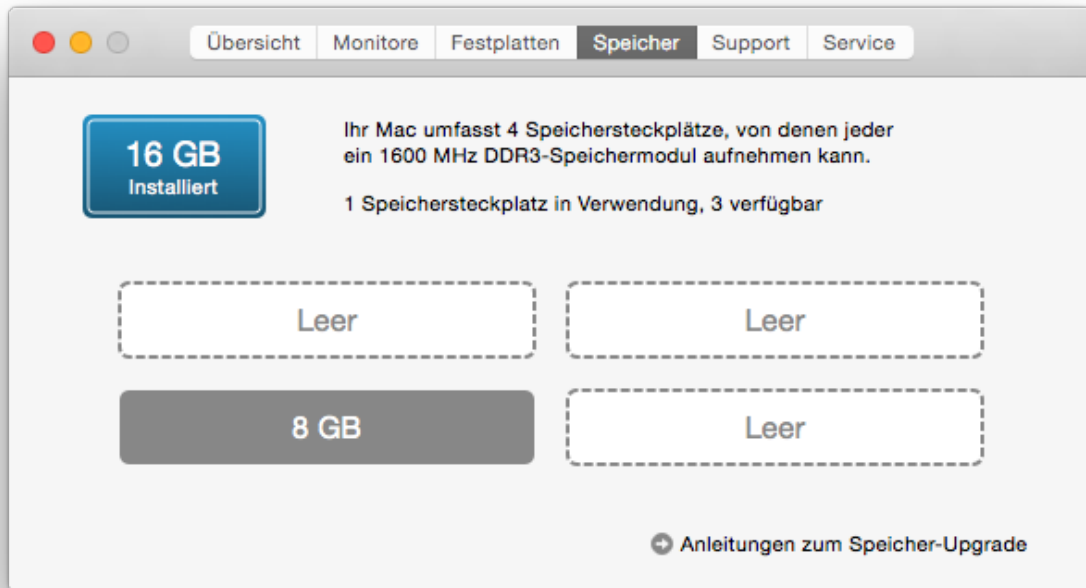 Übersicht Monitore Festplatten Speicher Support Service
16 GB
Installiert
Ihr Mac umfasst 4 Speichersteckplätze, von denen jeder
ein 1600 MHz DDR3-Speichermodul aufnehmen kann.
1 Speichersteckplatz in Verwendung, 3 verfügbar
Leer Leer
8 GB Leer
Anleitungen zum Speicher-Upgrade